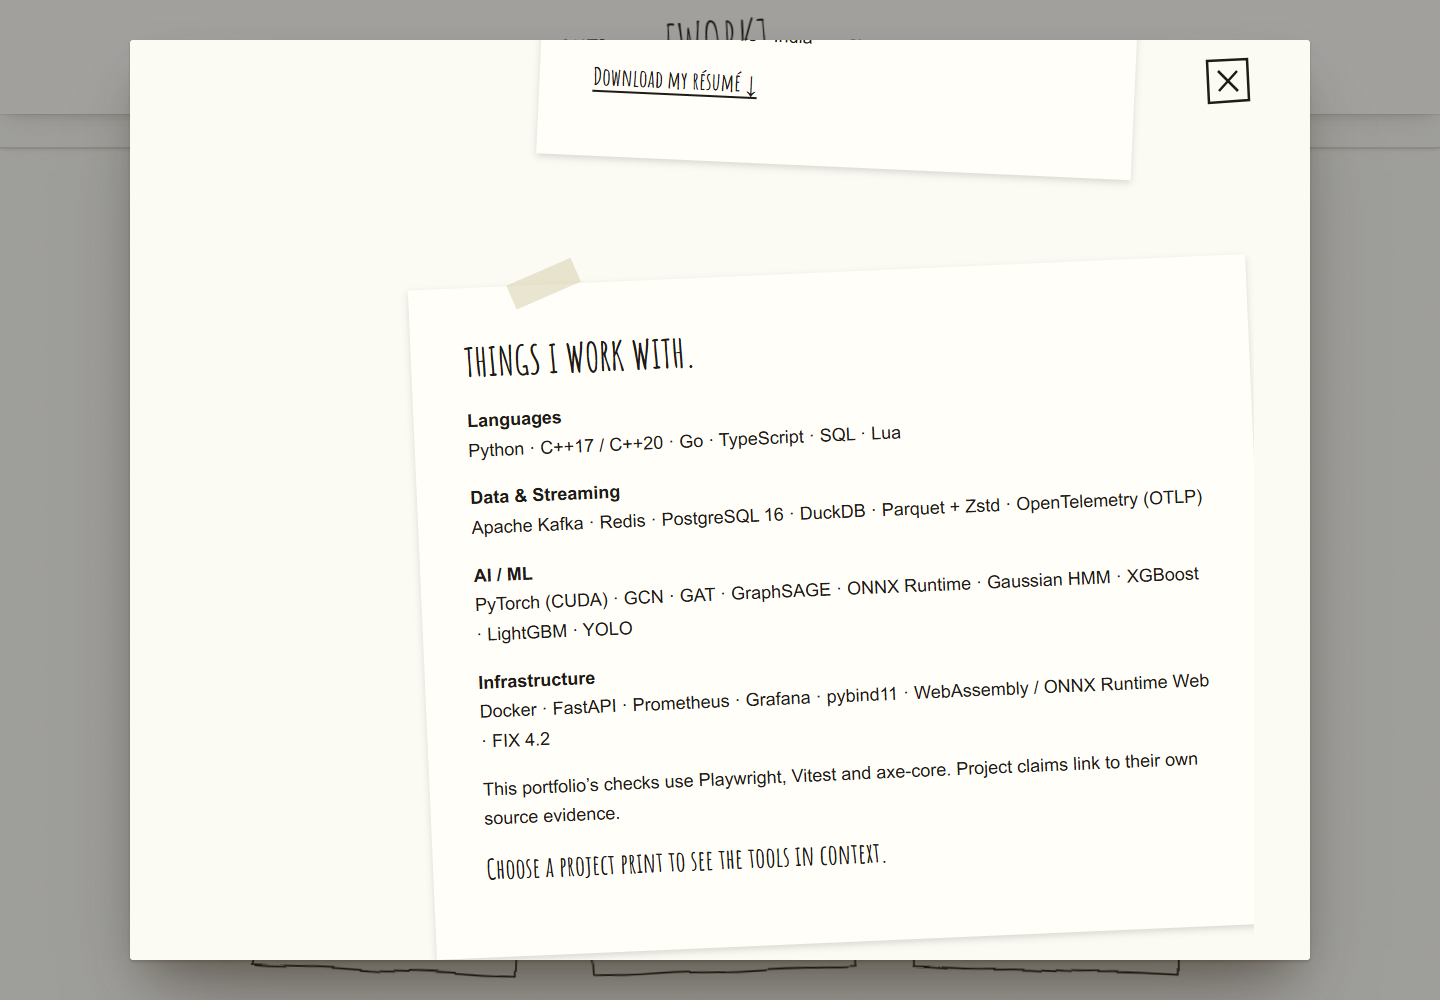 [WORK]
India
Download my résumé ↓
THINGS I WORK WITH.
Languages
Python · C++17 / C++20 · Go · TypeScript · SQL · Lua
Data & Streaming
Apache Kafka · Redis · PostgreSQL 16 · DuckDB · Parquet + Zstd · OpenTelemetry (OTLP)
AI / ML
PyTorch (CUDA) · GCN · GAT · GraphSAGE · ONNX Runtime · Gaussian HMM · XGBoost
· LightGBM · YOLO
Infrastructure
Docker · FastAPI · Prometheus · Grafana · pybind11 · WebAssembly / ONNX Runtime Web
· FIX 4.2
This portfolio’s checks use Playwright, Vitest and axe-core. Project claims link to their own
source evidence.
Choose a project print to see the tools in context.